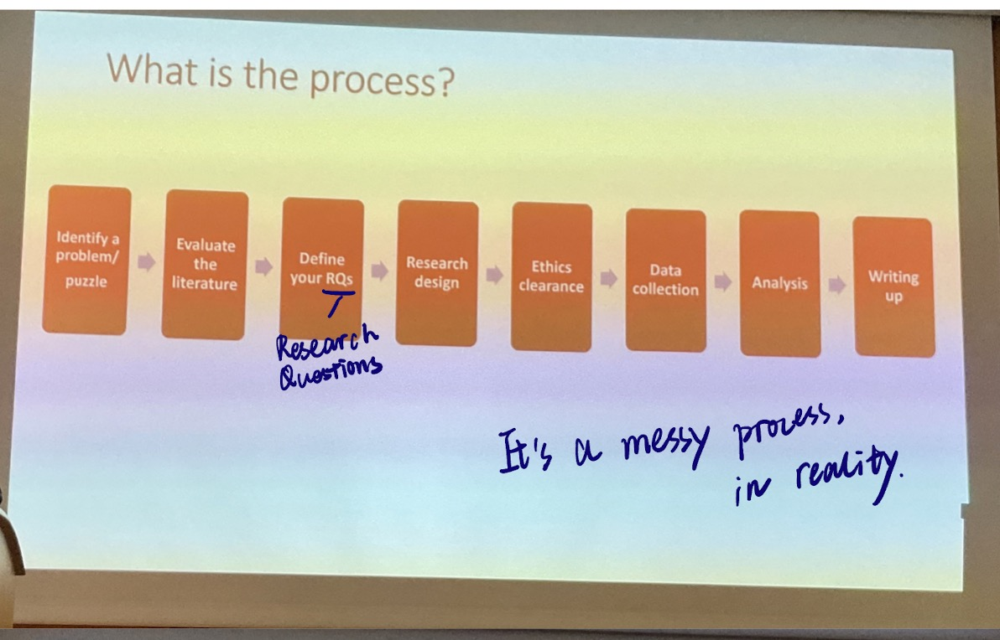 What is the process?
Identify a
problem/
puzzle
Evaluate
the
literature
Define
your RQs
Research
design
Ethics
clearance
Data
collection
Analysis
Writing
up
Research
Questions
It's a messy process,
in reality.